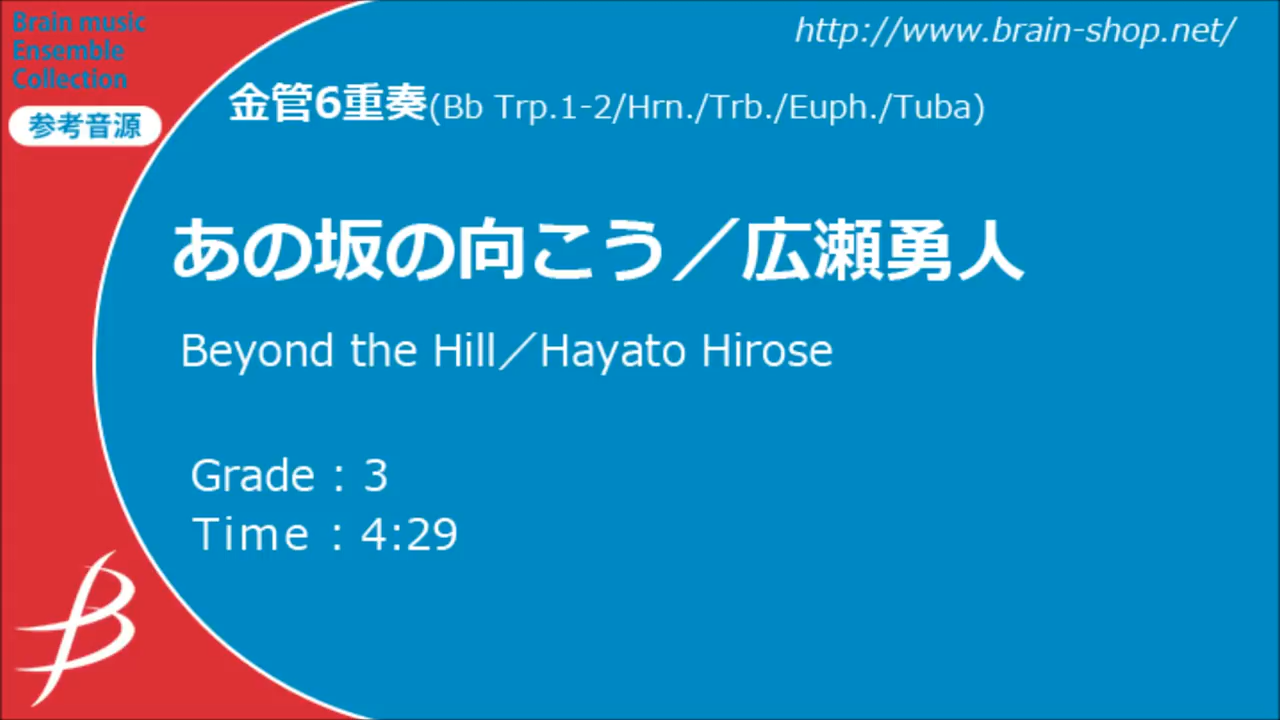 Brain music
Ensemble
Collection
参考音源
http://www.brain-shop.net/
金管6重奏(Bb Trp.1-2/Hrn./Trb./Euph./Tuba)
あの坂の向こう／広瀬勇人
Beyond the Hill／Hayato Hirose
Grade : 3
Time : 4:29